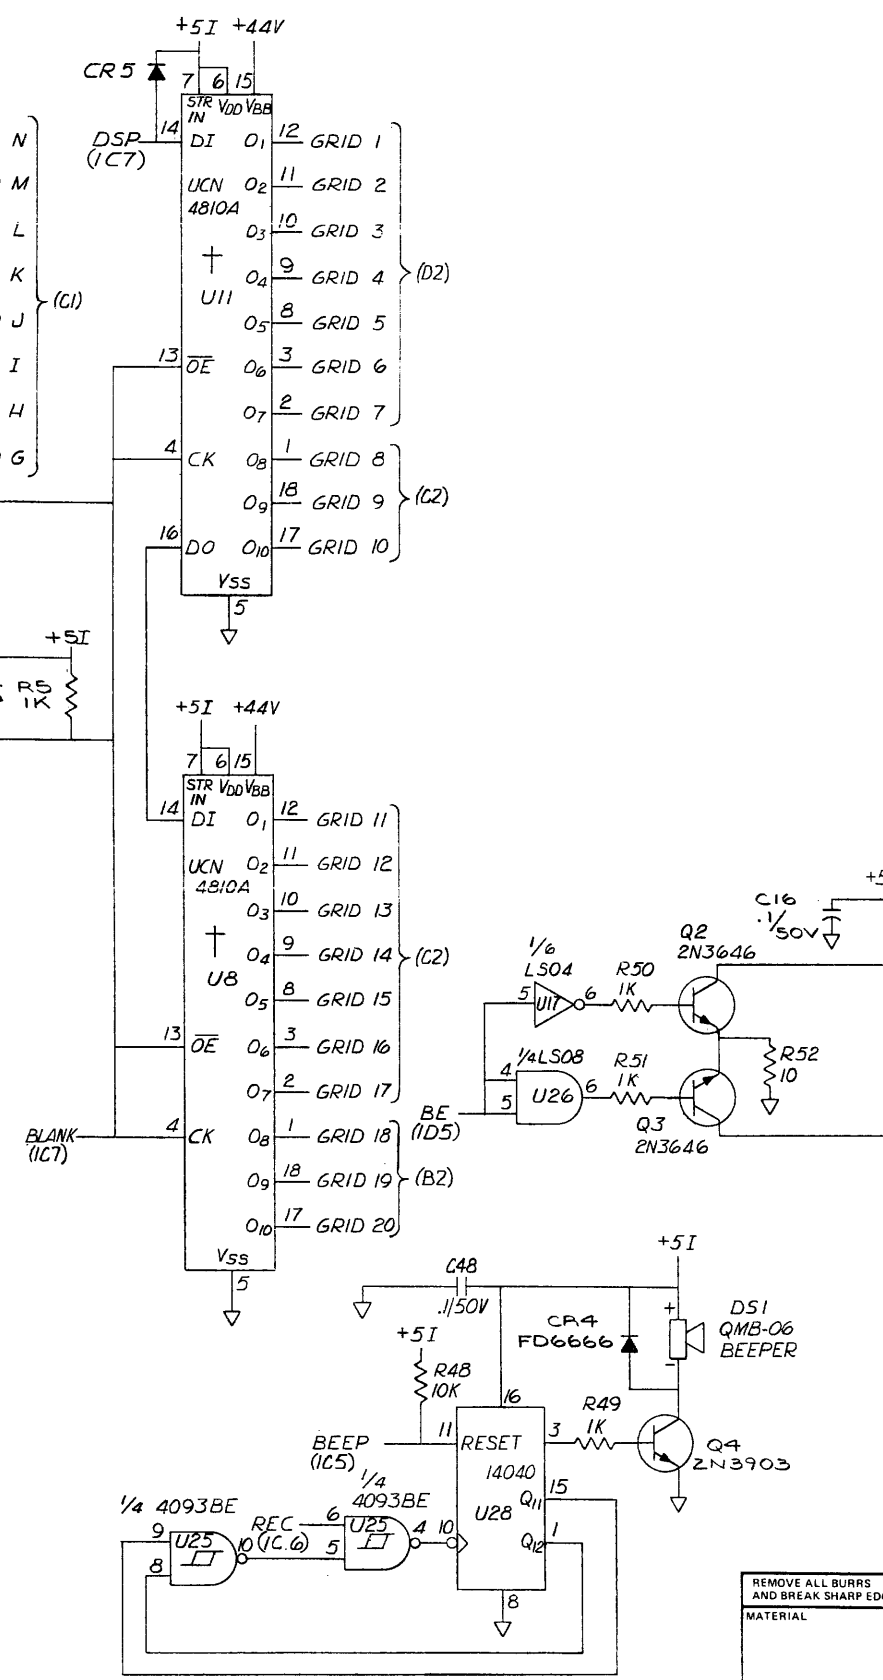 +5I +44V
CR5
7 6 15
STR IN VDD VBB
N
DSP (1C7) 14 DI O1 12 GRID 1
M
UCN 4810A O2 11 GRID 2
L
O3 10 GRID 3
K
U11 O4 9 GRID 4 (D2)
(C1)
J
O5 8 GRID 5
I
13 OE O6 3 GRID 6
H
O7 2 GRID 7
G
4 CK O8 1 GRID 8
O9 18 GRID 9 (C2)
16 DO O10 17 GRID 10
VSS
5
+5I
R5
1K
+5I +44V
7 6 15
STR IN VDD VBB
14 DI O1 12 GRID 11
UCN 4810A O2 11 GRID 12
O3 10 GRID 13
U8 O4 9 GRID 14 (C2)
O5 8 GRID 15
13 OE O6 3 GRID 16
O7 2 GRID 17
BLANK (1C7) 4 CK O8 1 GRID 18
O9 18 GRID 19 (B2)
O10 17 GRID 20
VSS
5
+5
C16
.1/50V
1/6
LS04
5 U17 6
R50
1K
Q2
2N3646
1/4LS08
4
5 U26 6
R51
1K
Q3
2N3646
R52
10
BE
(1D5)
+5I
C48
.1/50V
CR4
FD6666
+
-
DS1
QMB-06
BEEPER
+5I
R48
10K
16
BEEP
(1C5)
11 RESET 3
14040
U28
R49
1K
Q4
2N3903
Q11 15
Q12 1
8
1/4 4093BE
9
8
U25
10
REC
(1C.6)
1/4
4093BE
6
5
U25
4 10
REMOVE ALL BURRS
AND BREAK SHARP
MATERIAL